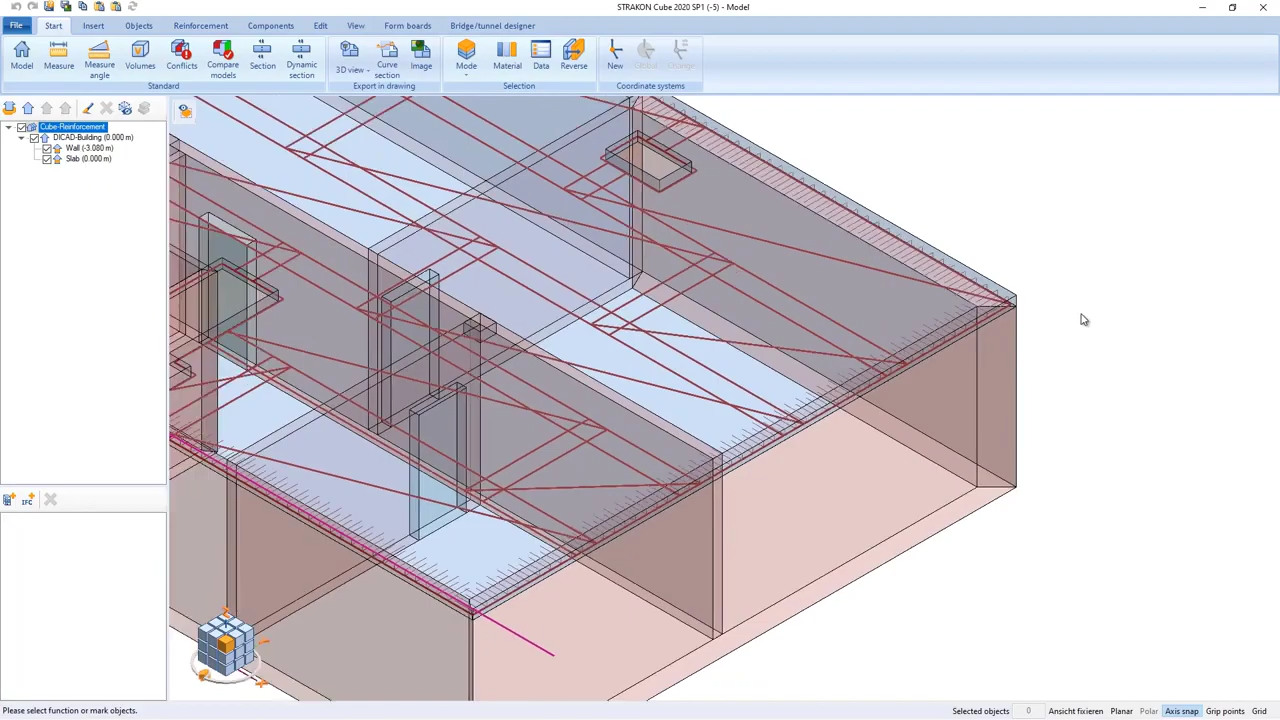 STRAKON Cube 2020 SP1 (-5) - Model
File Start Insert Objects Reinforcement Components Edit View Form boards Bridge/tunnel designer
Model Measure Measure angle Volumes Conflicts Compare models Section Dynamic section
3D view Curve section Image
Mode Material Data Reverse
New Global Change
Standard Export in drawing Selection Coordinate systems
Cube-Reinforcement
DICAD-Building (0.000 m)
Wall (-3.080 m)
Slab (0.000 m)
IFC
Please select function or mark objects. Selected objects 0 Ansicht fixieren Planar Polar Axis snap Grip points Grid